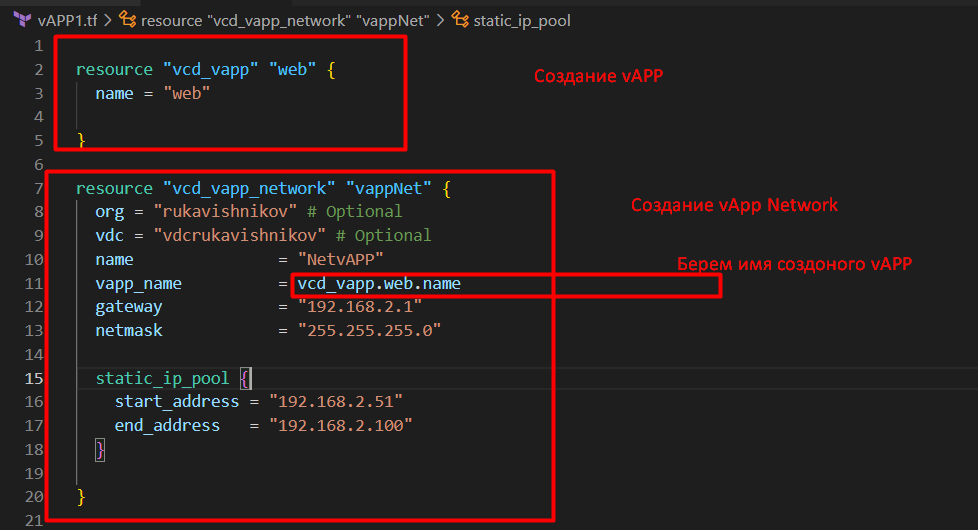 vAPP1.tf > resource "vcd_vapp_network" "vappNet" > static_ip_pool
1
2 resource "vcd_vapp" "web" {
Создание vAPP
3 name = "web"
4
5 }
6
7 resource "vcd_vapp_network" "vappNet" {
8 org = "rukavishnikov" # Optional
Создание vApp Network
9 vdc = "vdcrukavishnikov" # Optional
10 name = "NetvAPP"
Берем имя создоного vAPP
11 vapp_name = vcd_vapp.web.name
12 gateway = "192.168.2.1"
13 netmask = "255.255.255.0"
14
15 static_ip_pool {
16 start_address = "192.168.2.51"
17 end_address = "192.168.2.100"
18 }
19
20 }
21